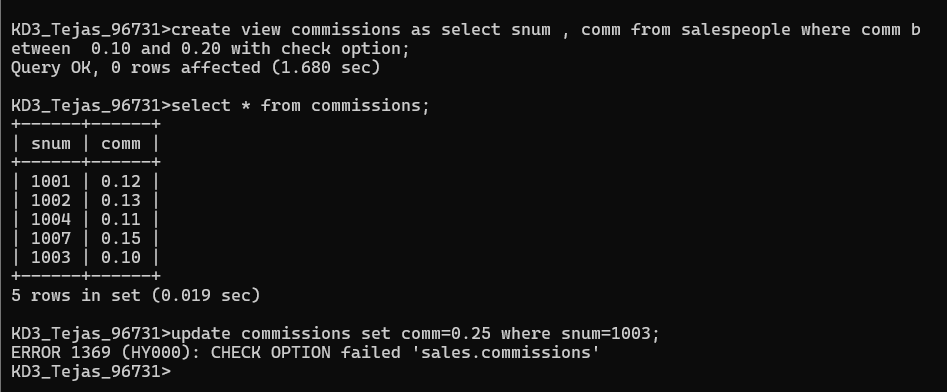 KD3_Tejas_96731>create view commissions as select snum , comm from salespeople where comm b
etween  0.10 and 0.20 with check option;
Query OK, 0 rows affected (1.680 sec)
KD3_Tejas_96731>select * from commissions;
+------+------+
| snum | comm |
+------+------+
| 1001 | 0.12 |
| 1002 | 0.13 |
| 1004 | 0.11 |
| 1007 | 0.15 |
| 1003 | 0.10 |
+------+------+
5 rows in set (0.019 sec)
KD3_Tejas_96731>update commissions set comm=0.25 where snum=1003;
ERROR 1369 (HY000): CHECK OPTION failed 'sales.commissions'
KD3_Tejas_96731>